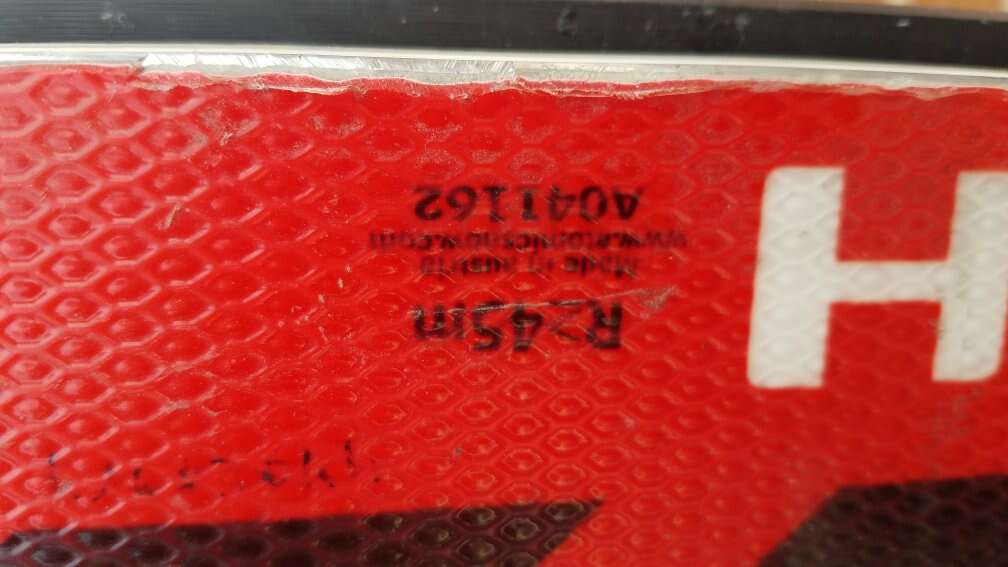 H
R≥45m
Made in austria
www.atomicsnow.com
A041162